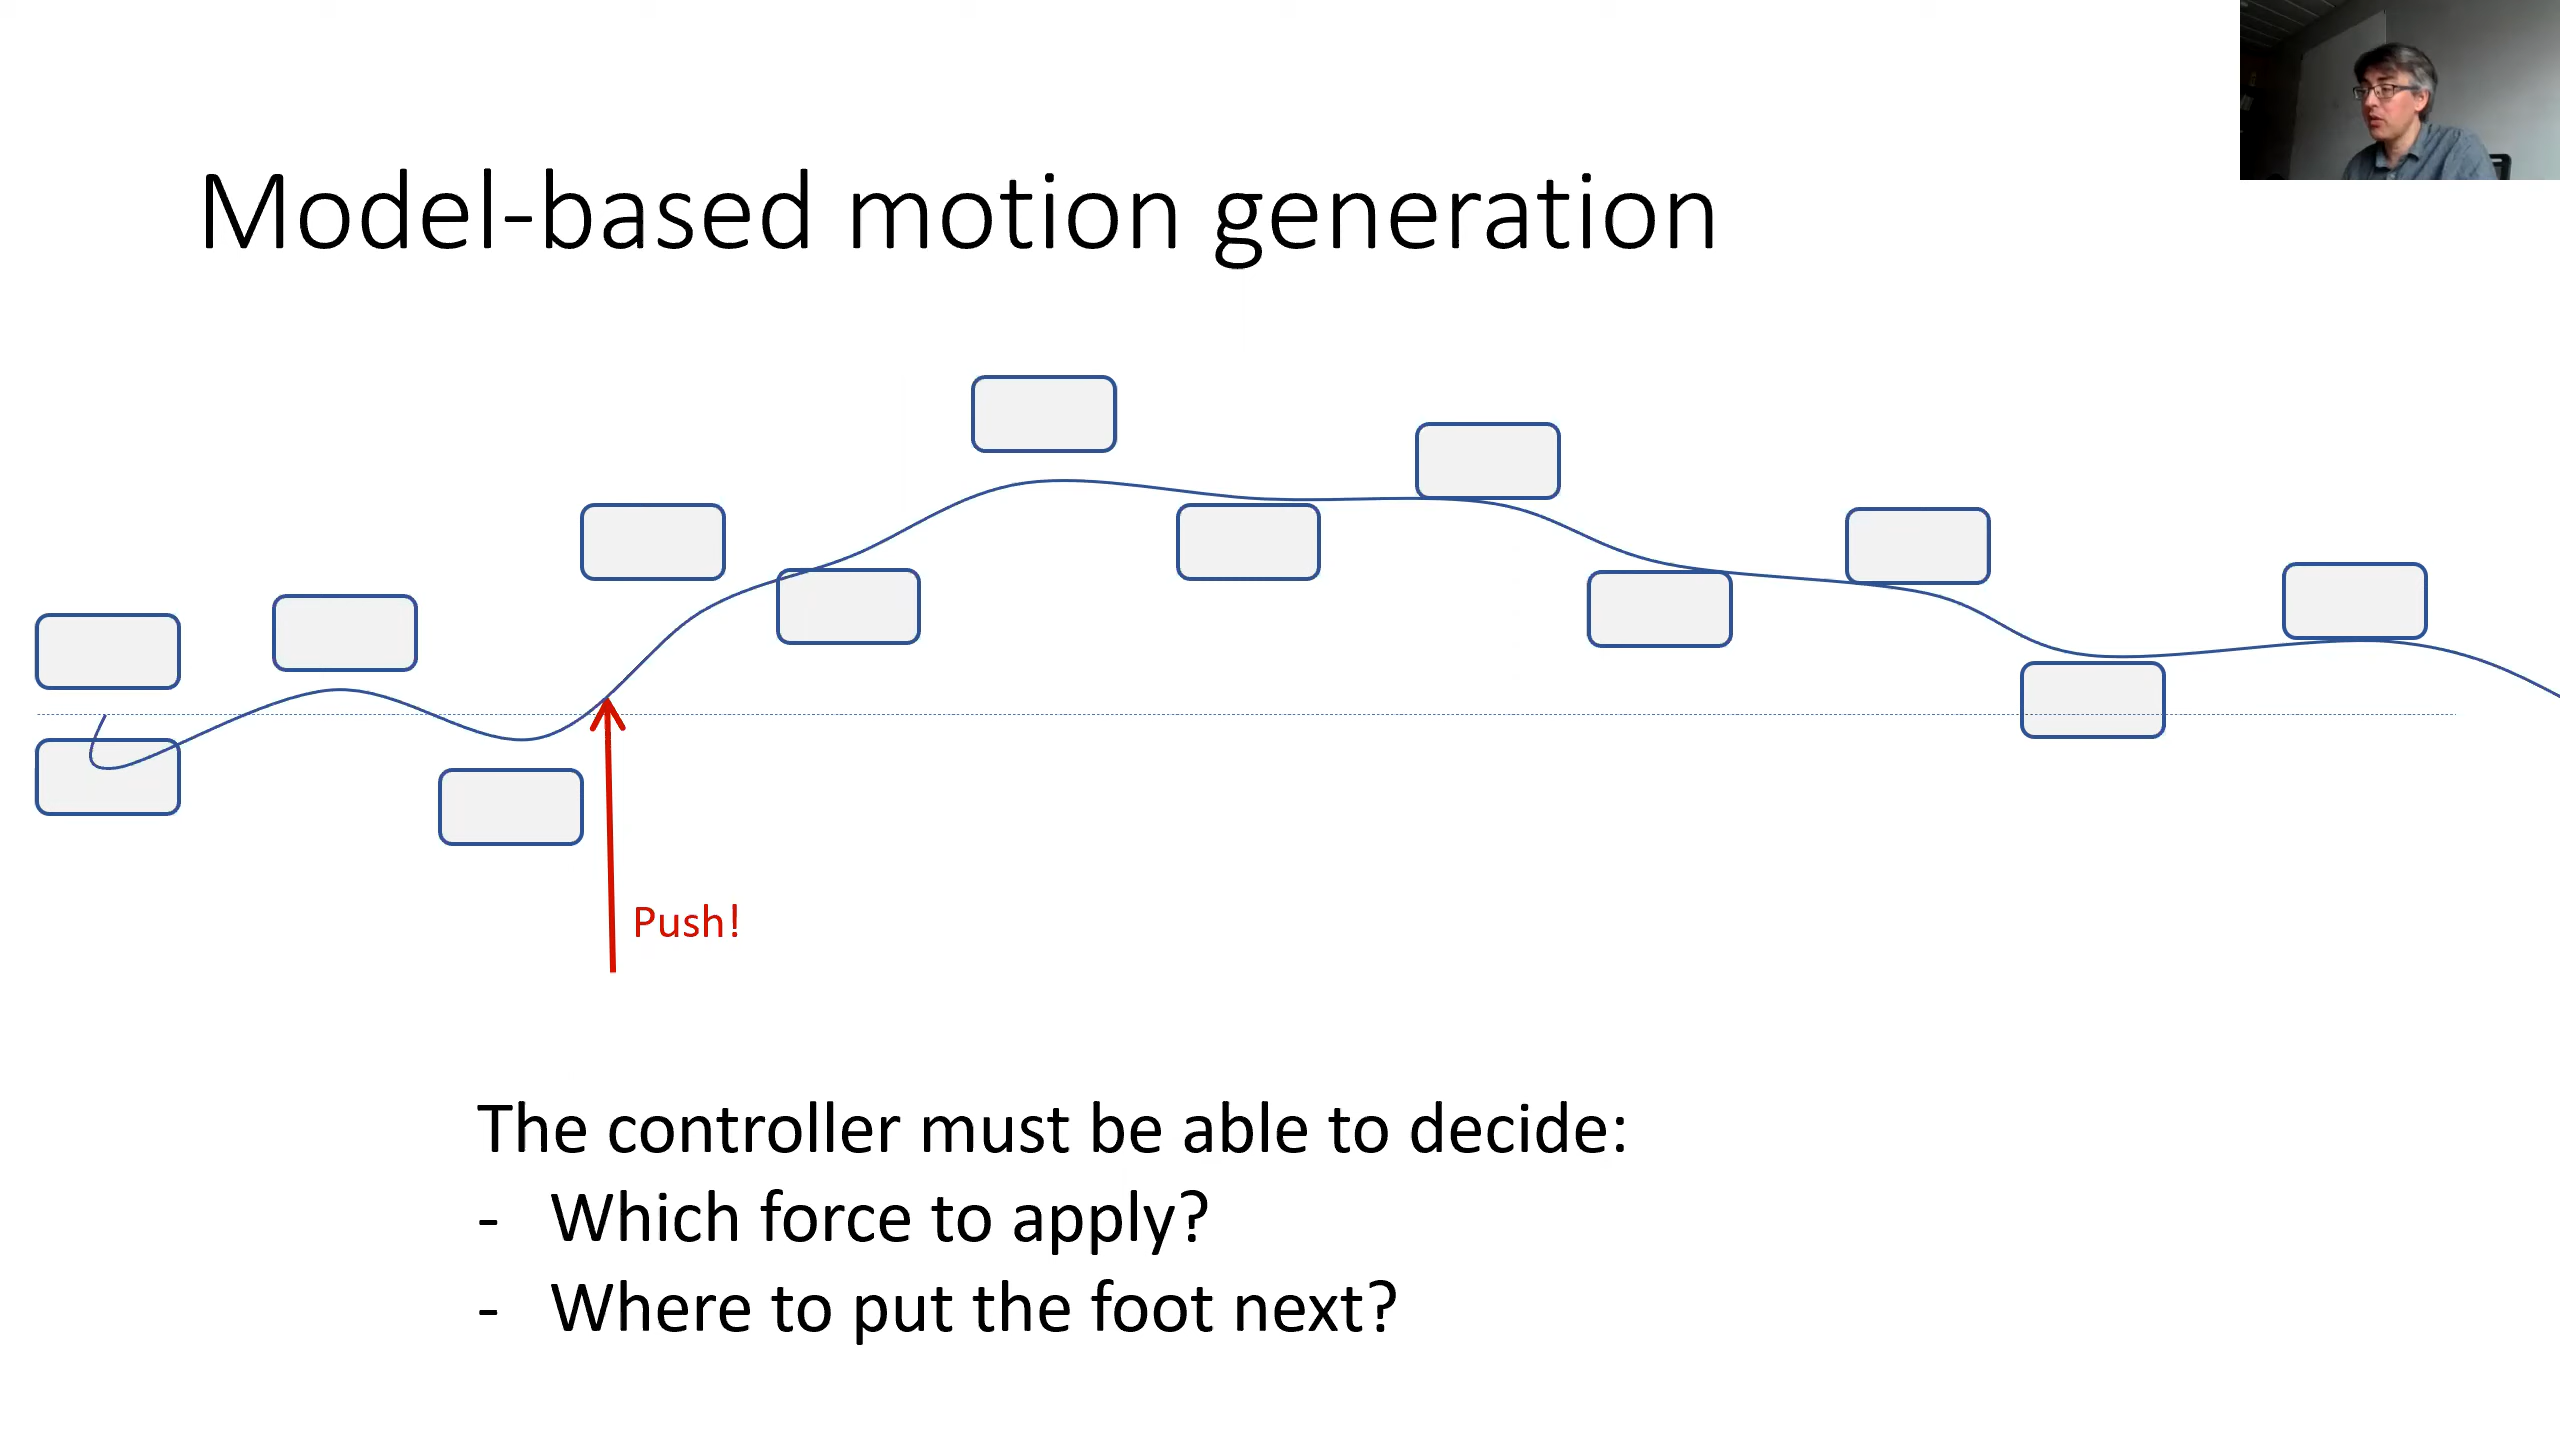 Model-based motion generation
Push!
The controller must be able to decide:
- Which force to apply?
- Where to put the foot next?